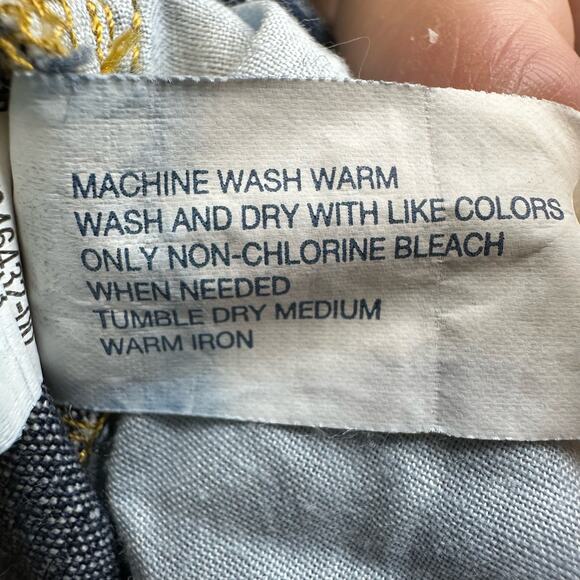 MACHINE WASH WARM
WASH AND DRY WITH LIKE COLORS
ONLY NON-CHLORINE BLEACH
WHEN NEEDED
TUMBLE DRY MEDIUM
WARM IRON